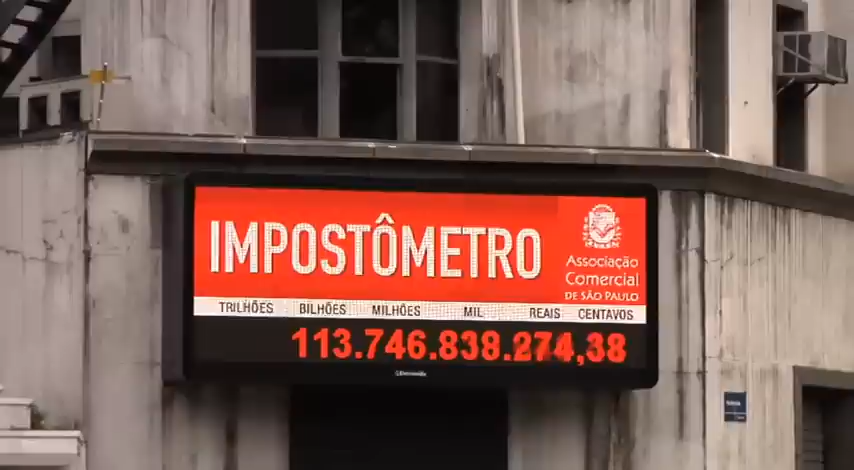 IMPOSTÔMETRO
Associação
Comercial
DE SÃO PAULO
TRILHÕES BILHÕES MILHÕES MIL REAIS CENTAVOS
113.746.838.274,38